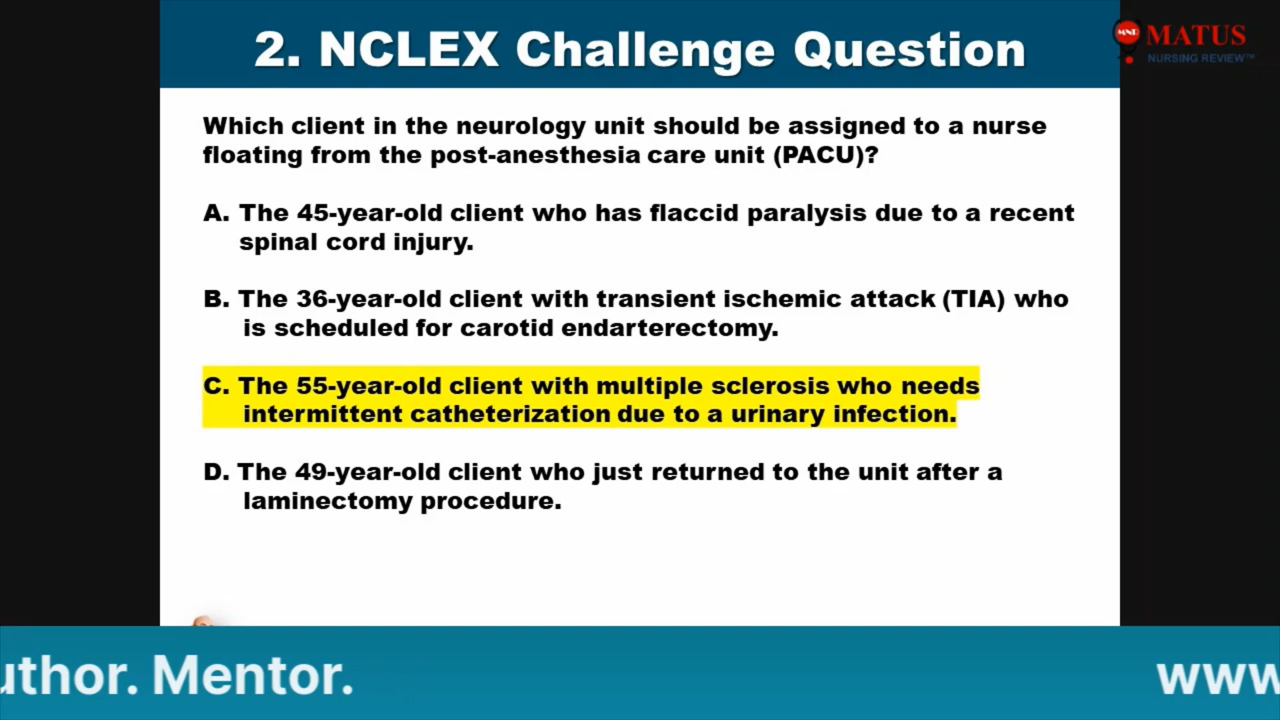 2. NCLEX Challenge Question
MNR
MATUS
NURSING REVIEW™
Which client in the neurology unit should be assigned to a nurse
floating from the post-anesthesia care unit (PACU)?
A. The 45-year-old client who has flaccid paralysis due to a recent
spinal cord injury.
B. The 36-year-old client with transient ischemic attack (TIA) who
is scheduled for carotid endarterectomy.
C. The 55-year-old client with multiple sclerosis who needs
intermittent catheterization due to a urinary infection.
D. The 49-year-old client who just returned to the unit after a
laminectomy procedure.
uthor. Mentor.
www